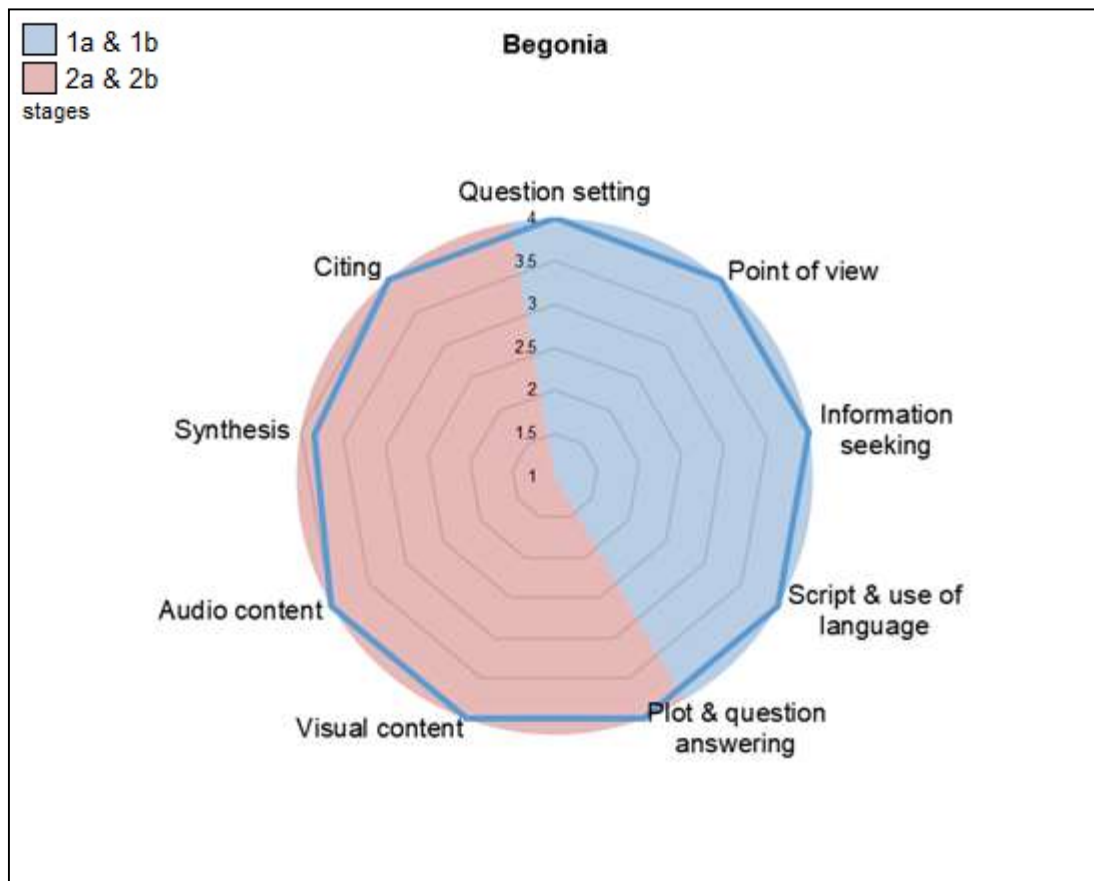 1a & 1b
2a & 2b
stages
Begonia
Question setting
Point of view
Information
seeking
Script & use of
language
Plot & question
answering
Visual content
Audio content
Synthesis
Citing
4
3.5
3
2.5
2
1.5
1